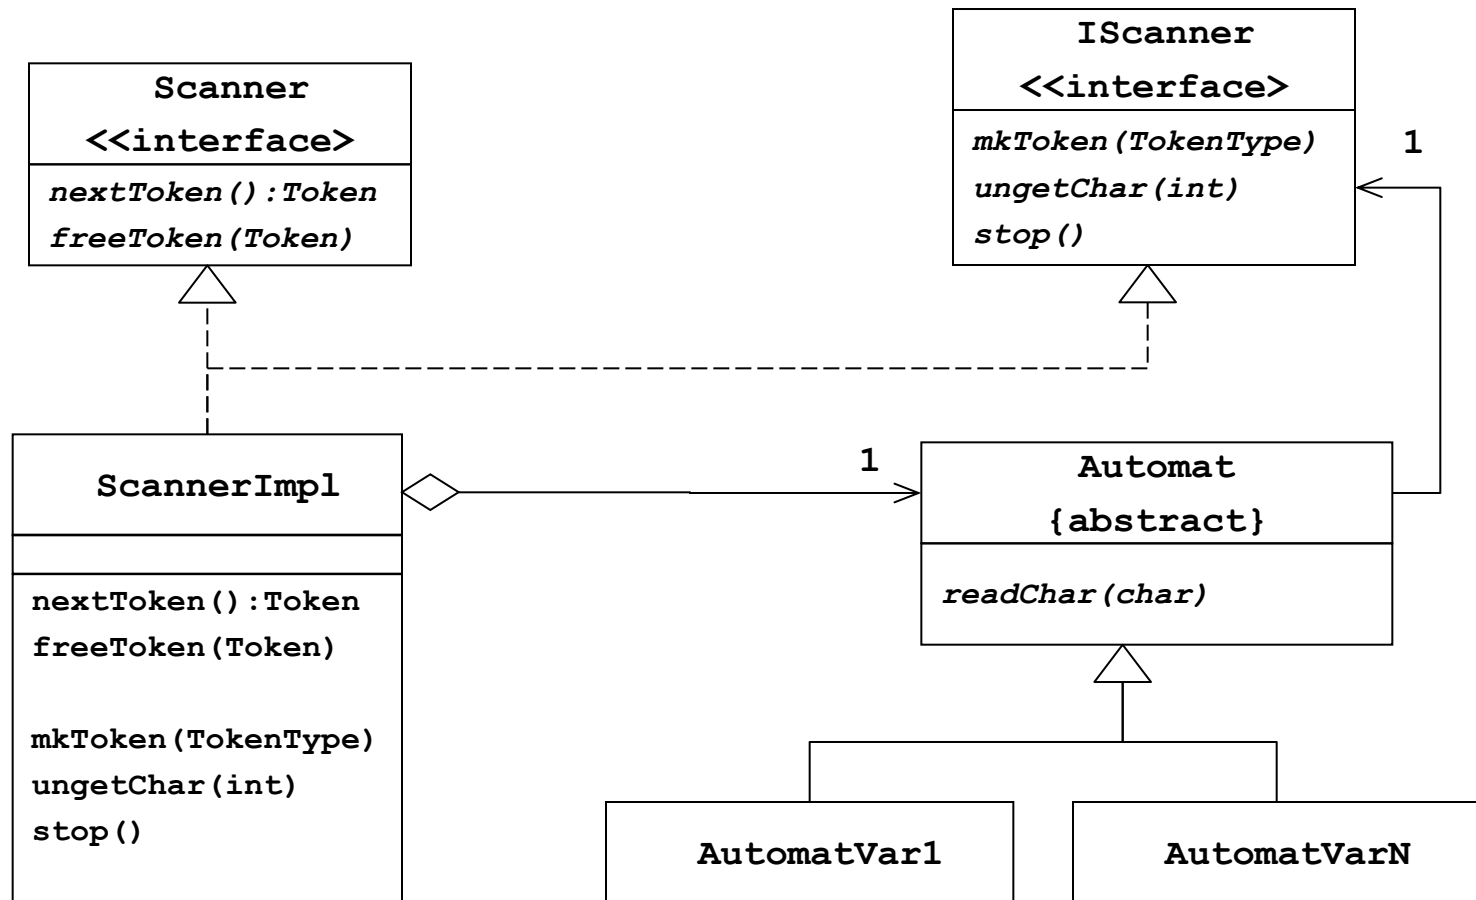 Scanner
<<interface>
nextToken():Token
freeToken(Token)
IScanner
<<interface>
mkToken(TokenType)
ungetChar(int)
stop()
1
ScannerImpl
nextToken():Token
freeToken(Token)
mkToken(TokenType)
ungetChar(int)
stop()
1
Automat
{abstract}
readChar(char)
AutomatVar1
AutomatVarN